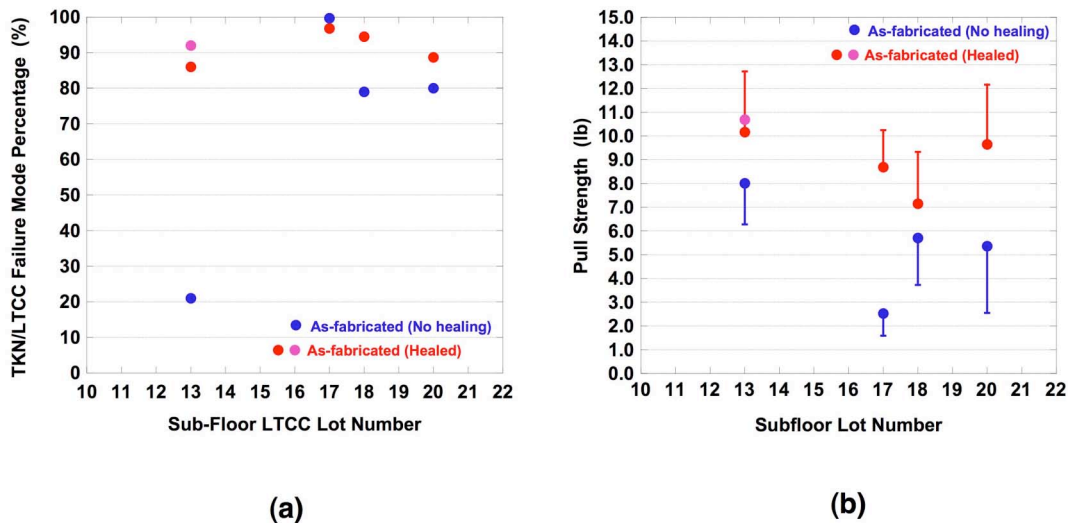 TKN/LTCC Failure Mode Percentage (%)
100
90
80
70
60
50
40
30
20
10
0
As-fabricated (No healing)
As-fabricated (Healed)
10 11 12 13 14 15 16 17 18 19 20 21 22
Sub-Floor LTCC Lot Number
(a)
Pull Strength (lb)
15.0
14.0
13.0
12.0
11.0
10.0
9.0
8.0
7.0
6.0
5.0
4.0
3.0
2.0
1.0
0.0
As-fabricated (No healing)
As-fabricated (Healed)
10 11 12 13 14 15 16 17 18 19 20 21 22
Subfloor Lot Number
(b)